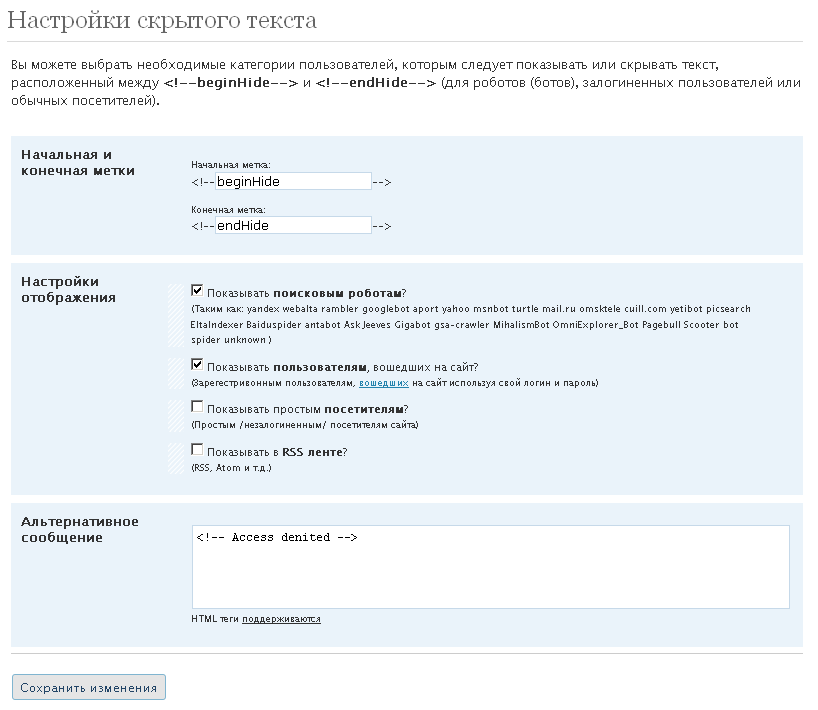 Настройки скрытого текста
Вы можете выбрать необходимые категории пользователей, которым следует показывать или скрывать текст,
расположенный между <!--beginHide--> и <!--endHide--> (для роботов (ботов), залогиненных пользователей или
обычных посетителей).
Начальная и
конечная метки
Начальная метка:
<!--beginHide-->
Конечная метка:
<!--endHide-->
Настройки
отображения
Показывать поисковым роботам?
(Таким как: yandex webalta rambler googlebot aport yahoo msnbot turtle mail.ru omsktele cuill.com yetibot picsearch
EltaIndexer Baiduspider antabot Ask Jeeves Gigabot gsa-crawler MihalismBot OmniExplorer_Bot Pagebull Scooter bot
spider unknown )
Показывать пользователям, вошедших на сайт?
(Зарегестривонным пользователям, вошедших на сайт используя свой логин и пароль)
Показывать простым посетителям?
(Простым /незалогиненным/ посетителям сайта)
Показывать в RSS ленте?
(RSS, Atom и т.д.)
Альтернативное
сообщение
<!-- Access denited -->
HTML теги поддерживаются
Сохранить изменения